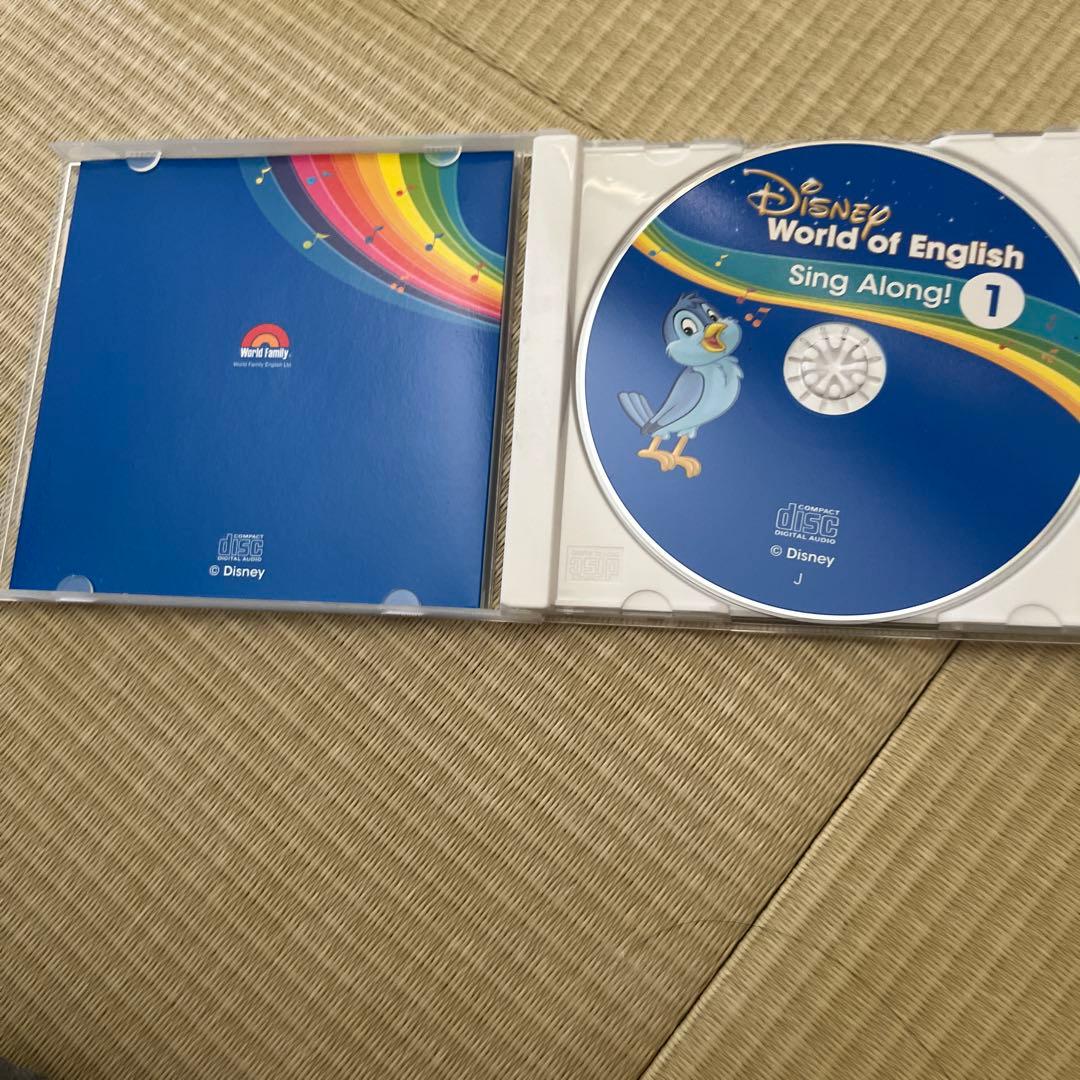 World Family
World Family English Ltd
COMPACT
disc
DIGITAL AUDIO
© Disney
Disney
World of English
Sing Along! 1
COMPACT
disc
DIGITAL AUDIO
© Disney
J